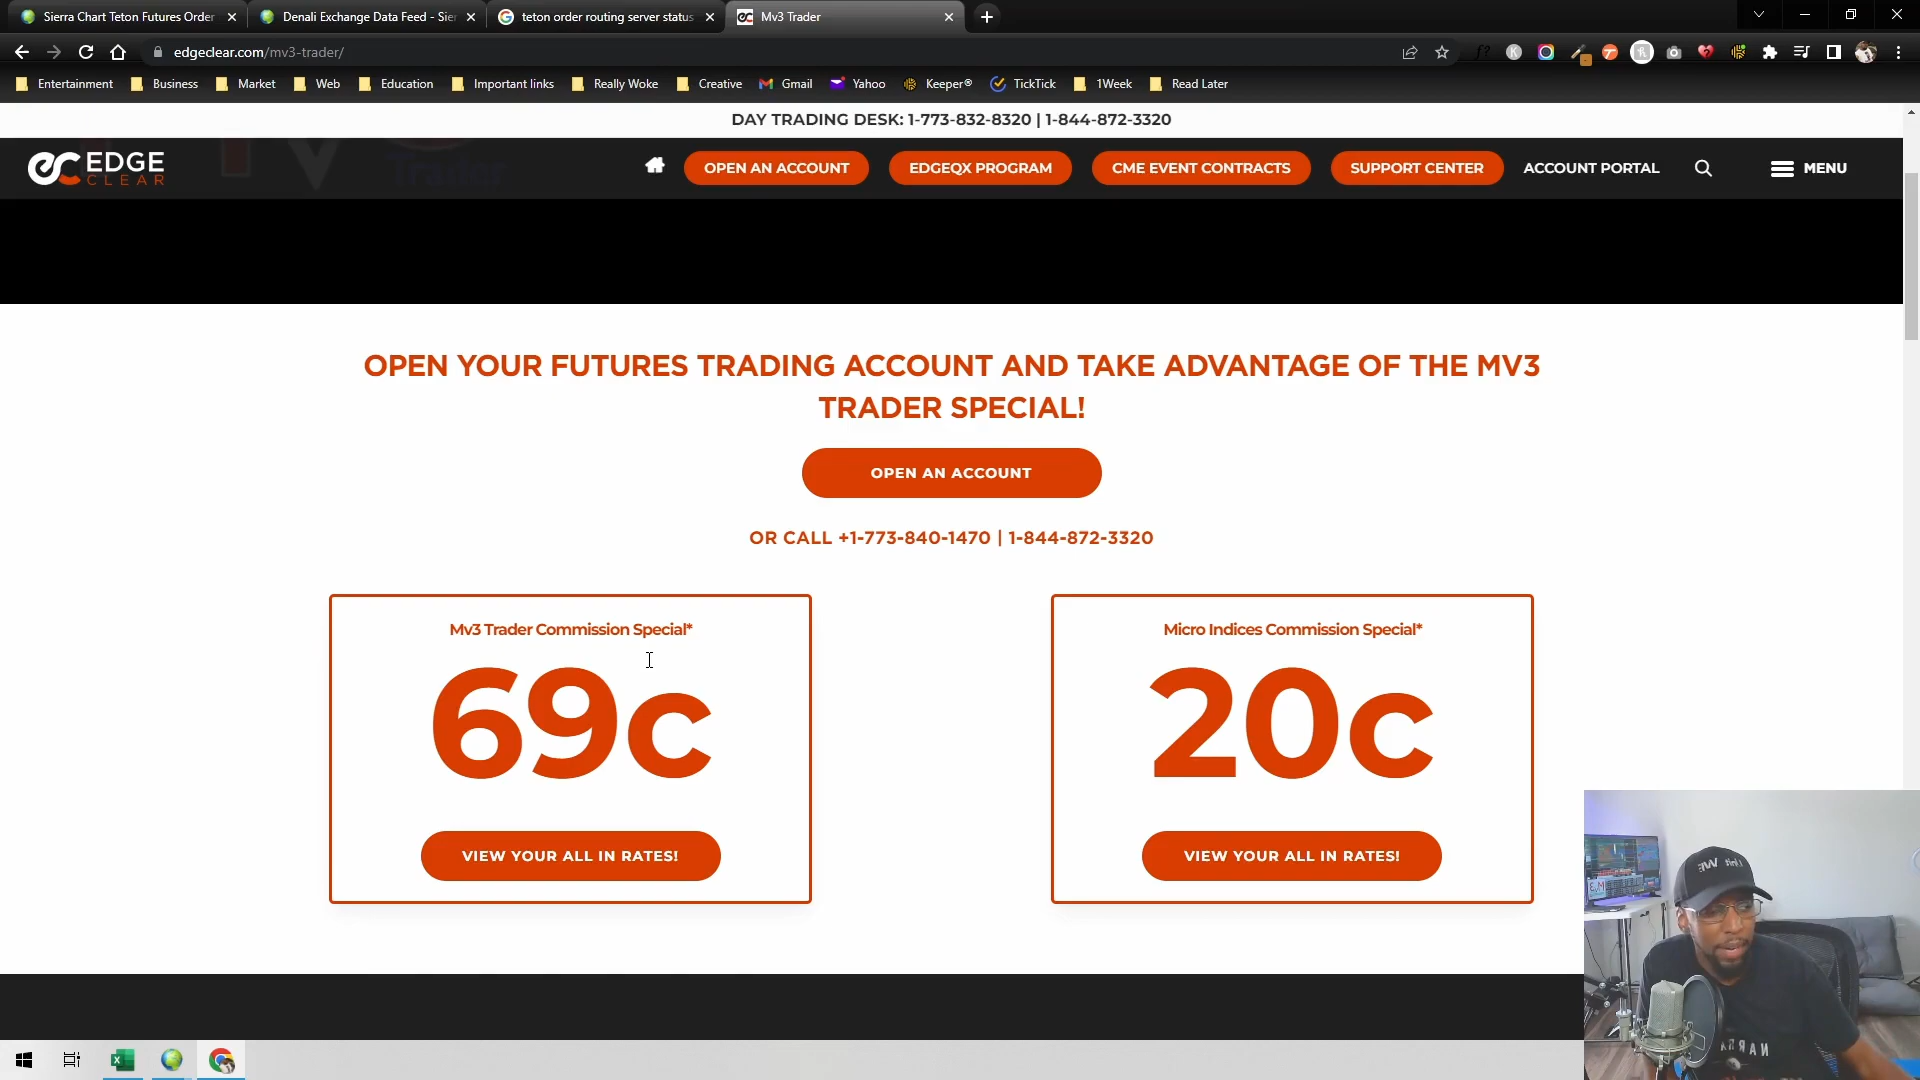 Sierra Chart Teton Futures Order
Denali Exchange Data Feed - Sier
teton order routing server status
Mv3 Trader
edgeclear.com/mv3-trader/
Entertainment
Business
Market
Web
Education
Important links
Really Woke
Creative
Gmail
Yahoo
Keeper®
TickTick
1Week
Read Later
DAY TRADING DESK: 1-773-832-8320 | 1-844-872-3320
EDGE
CLEAR
Trader
OPEN AN ACCOUNT
EDGEQX PROGRAM
CME EVENT CONTRACTS
SUPPORT CENTER
ACCOUNT PORTAL
MENU
OPEN YOUR FUTURES TRADING ACCOUNT AND TAKE ADVANTAGE OF THE MV3
TRADER SPECIAL!
OPEN AN ACCOUNT
OR CALL +1-773-840-1470 | 1-844-872-3320
Mv3 Trader Commission Special*
69c
VIEW YOUR ALL IN RATES!
Micro Indices Commission Special*
20c
VIEW YOUR ALL IN RATES!